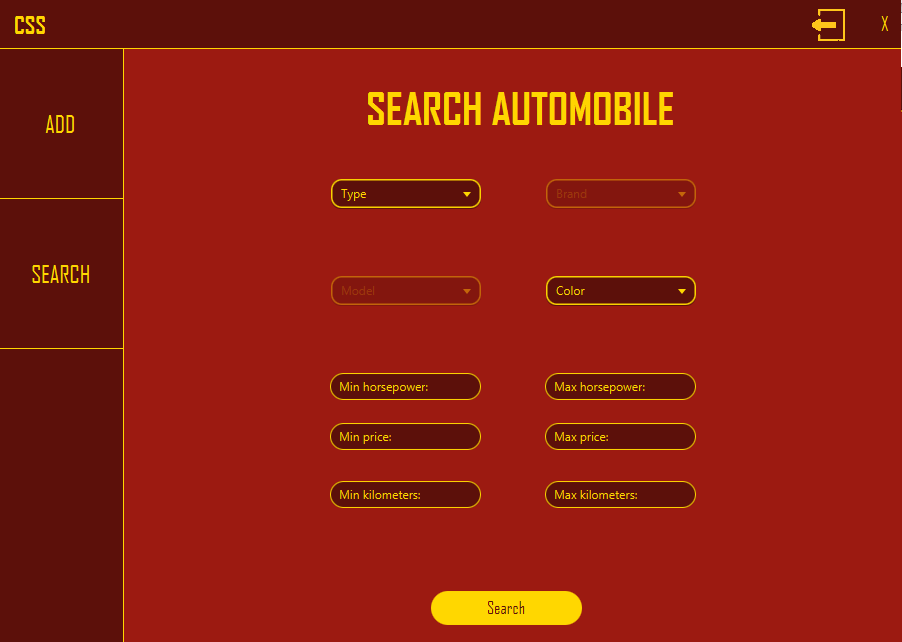 CSS
X
ADD
SEARCH
SEARCH AUTOMOBILE
Type
Brand
Model
Color
Min horsepower:
Max horsepower:
Min price:
Max price:
Min kilometers:
Max kilometers:
Search